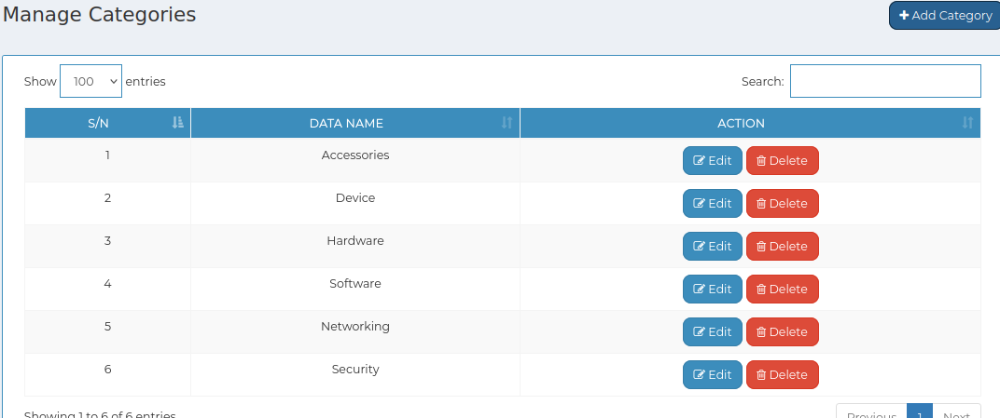 Manage Categories
Add Category
Show 100 entries
Search:
S/N DATA NAME ACTION
1 Accessories Edit Delete
2 Device Edit Delete
3 Hardware Edit Delete
4 Software Edit Delete
5 Networking Edit Delete
6 Security Edit Delete
Showing 1 to 6 of 6 entries
Previous 1 Next